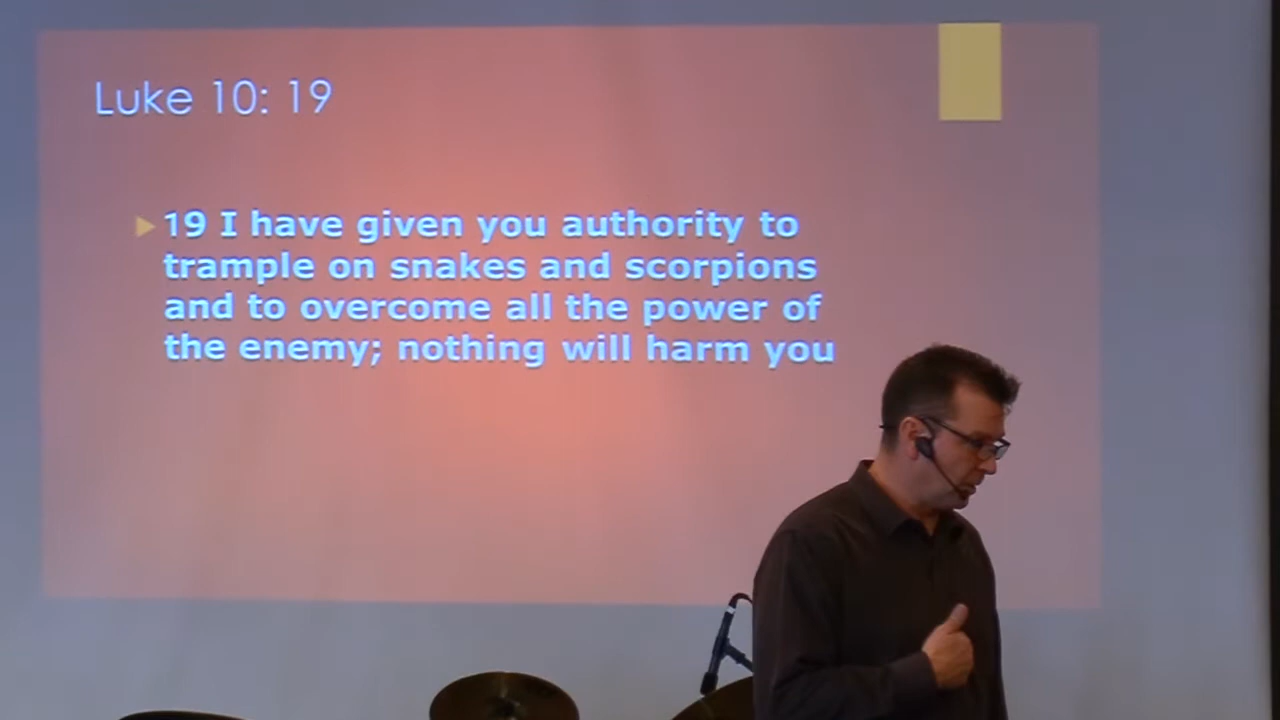 Luke 10: 19
19 I have given you authority to
trample on snakes and scorpions
and to overcome all the power of
the enemy; nothing will harm you